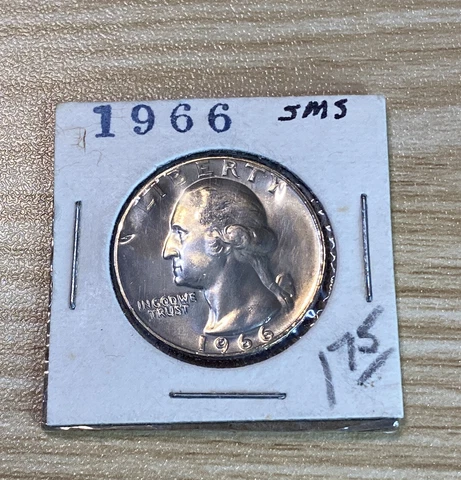 1966 SMS
LIBERTY
IN GOD WE
TRUST
1966
175